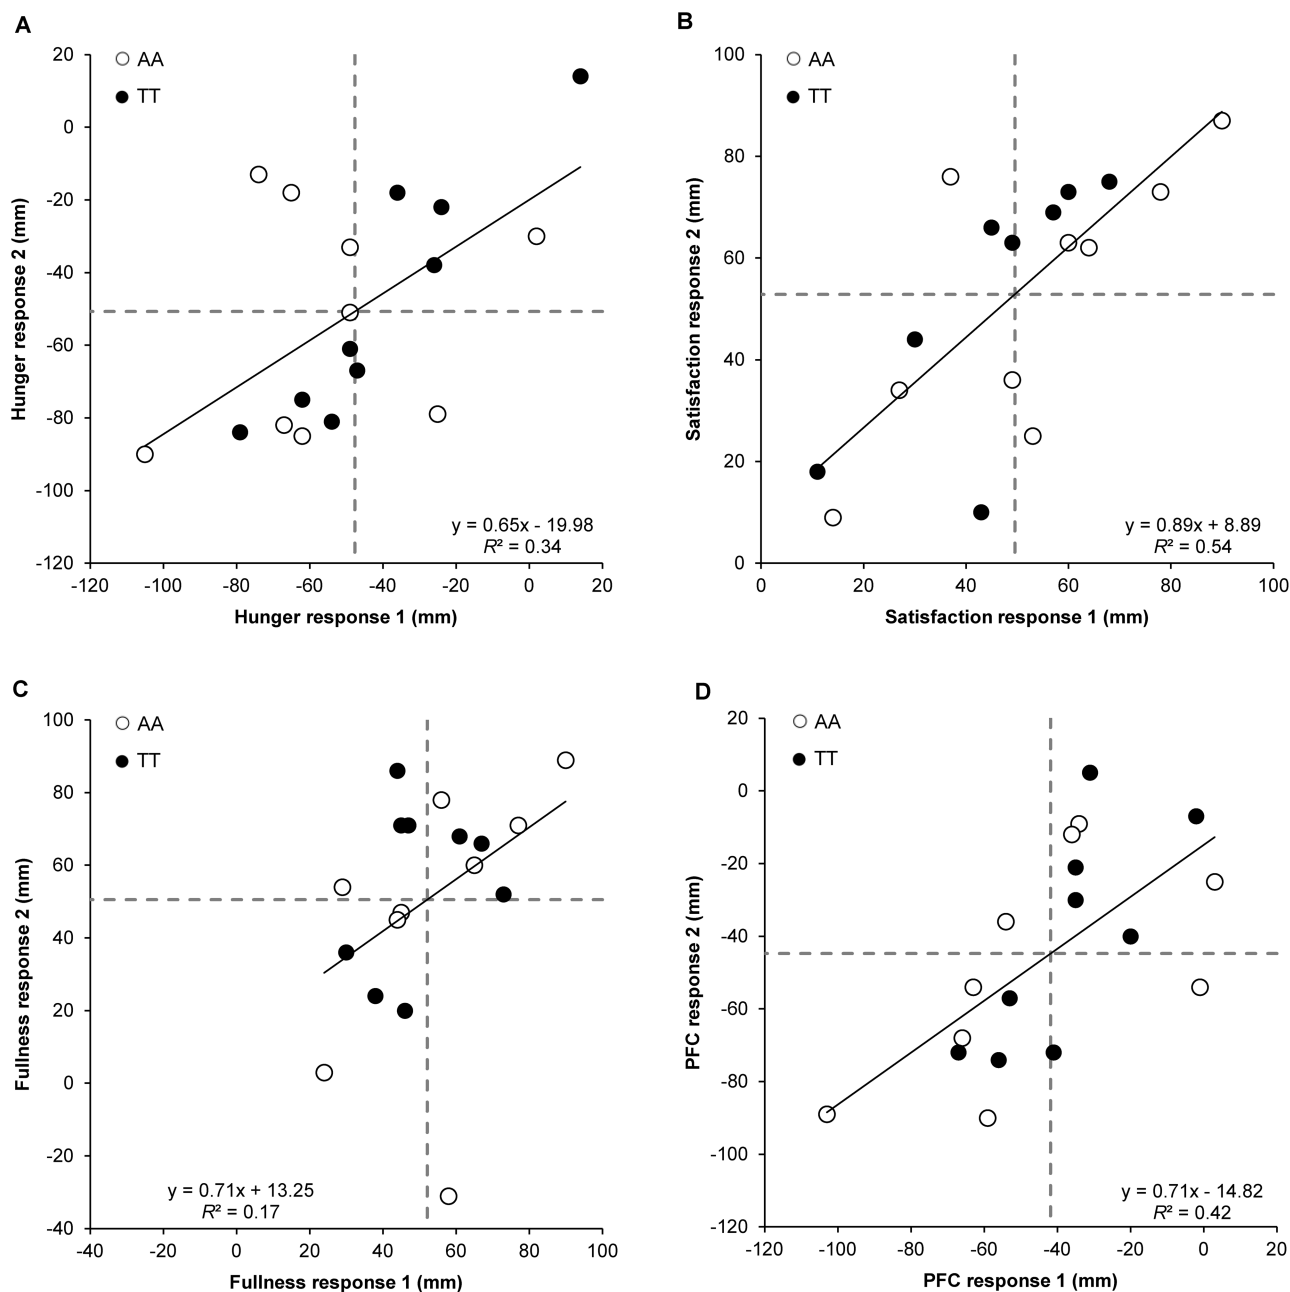 A
AA
TT
20
0
-20
-40
-60
-80
-100
-120
Hunger response 2 (mm)
y = 0.65x - 19.98
R² = 0.34
-120 -100 -80 -60 -40 -20 0 20
Hunger response 1 (mm)
B
AA
TT
100
80
60
40
20
0
Satisfaction response 2 (mm)
y = 0.89x + 8.89
R² = 0.54
0 20 40 60 80 100
Satisfaction response 1 (mm)
C
AA
TT
100
80
60
40
20
0
-20
-40
Fullness response 2 (mm)
y = 0.71x + 13.25
R² = 0.17
-40 -20 0 20 40 60 80 100
Fullness response 1 (mm)
D
AA
TT
20
0
-20
-40
-60
-80
-100
-120
PFC response 2 (mm)
y = 0.71x - 14.82
R² = 0.42
-120 -100 -80 -60 -40 -20 0 20
PFC response 1 (mm)